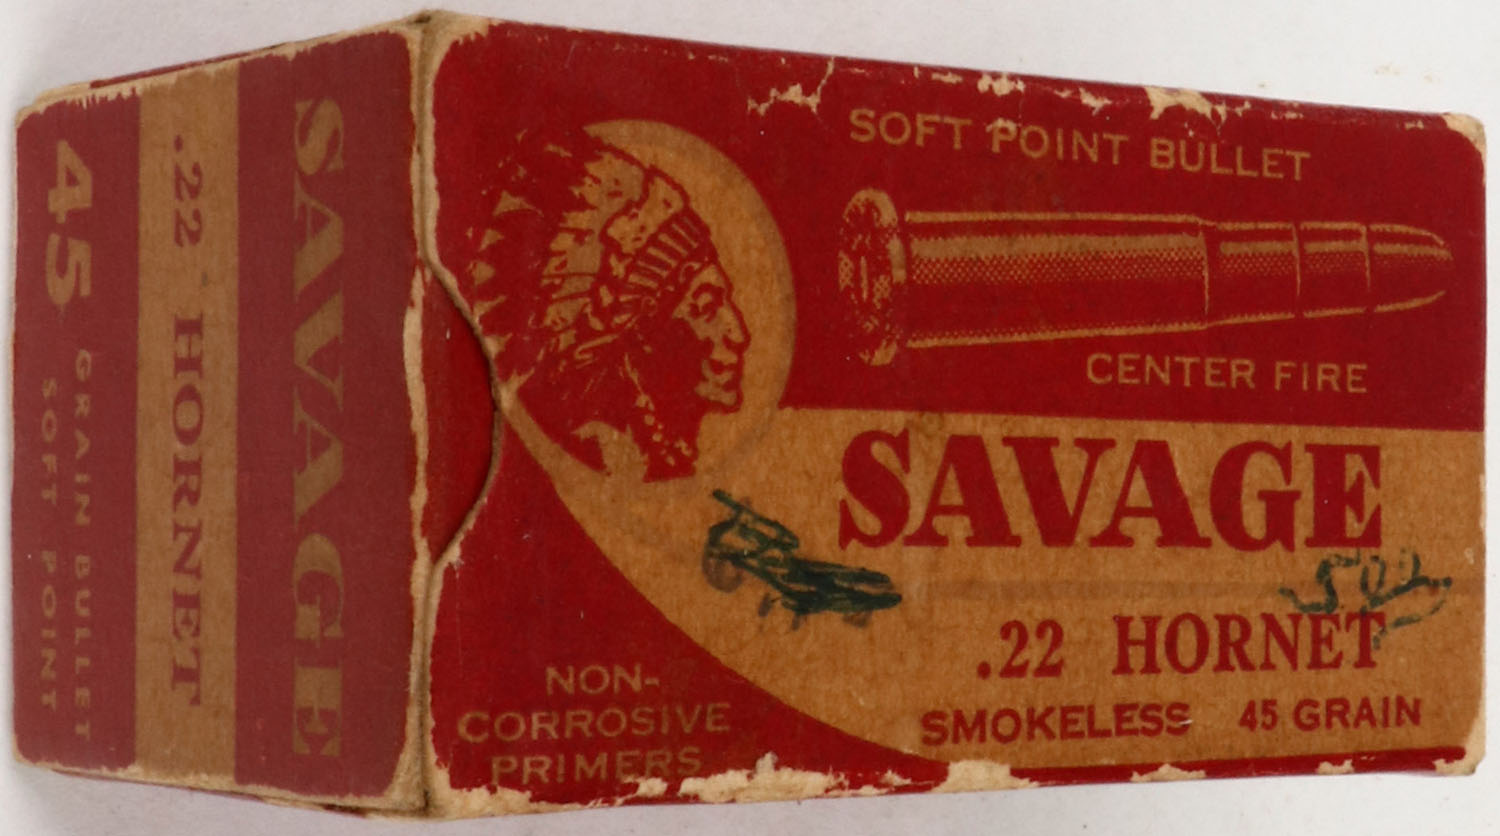 SAVAGE
.22 HORNET
45 GRAIN BULLET
SOFT POINT
SOFT POINT BULLET
CENTER FIRE
SAVAGE
.22 HORNET
SMOKELESS 45 GRAIN
NON-
CORROSIVE
PRIMERS